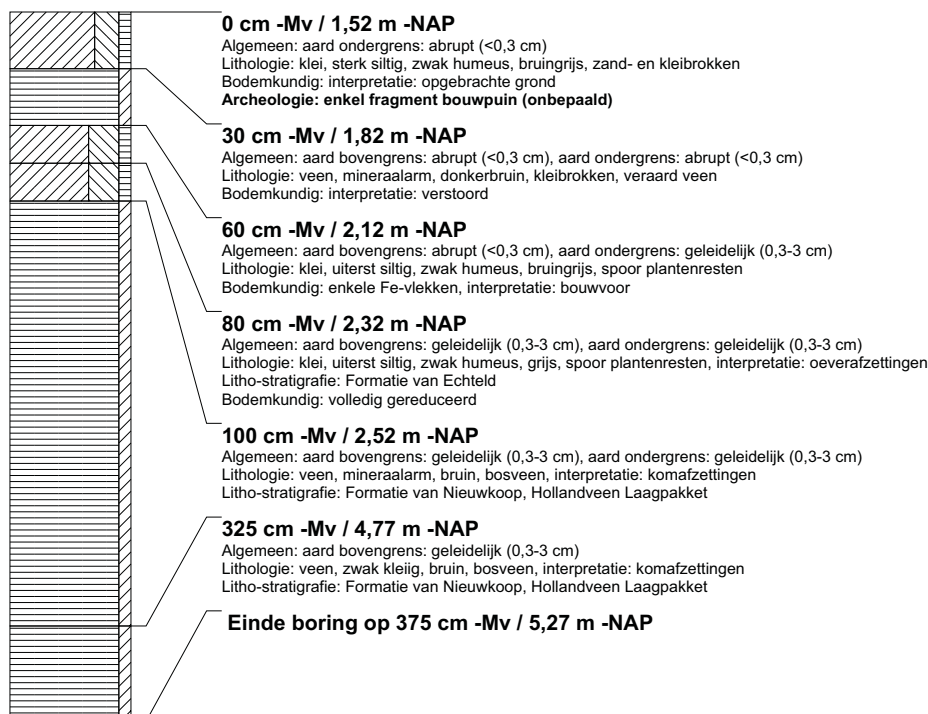 0 cm -Mv / 1,52 m -NAP
Algemeen: aard ondergrens: abrupt (<0,3 cm)
Lithologie: klei, sterk siltig, zwak humeus, bruingrijs, zand- en kleibrokken
Bodemkundig: interpretatie: opgebrachte grond
Archeologie: enkel fragment bouwpuin (onbepaald)
30 cm -Mv / 1,82 m -NAP
Algemeen: aard bovengrens: abrupt (<0,3 cm), aard ondergrens: abrupt (<0,3 cm)
Lithologie: veen, mineraalarm, donkerbruin, kleibrokken, veraard veen
Bodemkundig: interpretatie: verstoord
60 cm -Mv / 2,12 m -NAP
Algemeen: aard bovengrens: abrupt (<0,3 cm), aard ondergrens: geleidelijk (0,3-3 cm)
Lithologie: klei, uiterst siltig, zwak humeus, bruingrijs, spoor plantenresten
Bodemkundig: enkele Fe-vlekken, interpretatie: bouwvoor
80 cm -Mv / 2,32 m -NAP
Algemeen: aard bovengrens: geleidelijk (0,3-3 cm), aard ondergrens: geleidelijk (0,3-3 cm)
Lithologie: klei, uiterst siltig, zwak humeus, grijs, spoor plantenresten, interpretatie: oeverafzettingen
Litho-stratigrafie: Formatie van Echteld
Bodemkundig: volledig gereduceerd
100 cm -Mv / 2,52 m -NAP
Algemeen: aard bovengrens: geleidelijk (0,3-3 cm), aard ondergrens: geleidelijk (0,3-3 cm)
Lithologie: veen, mineraalarm, bruin, bosveen, interpretatie: komafzettingen
Litho-stratigrafie: Formatie van Nieuwkoop, Hollandveen Laagpakket
325 cm -Mv / 4,77 m -NAP
Algemeen: aard bovengrens: geleidelijk (0,3-3 cm)
Lithologie: veen, zwak kleiig, bruin, bosveen, interpretatie: komafzettingen
Litho-stratigrafie: Formatie van Nieuwkoop, Hollandveen Laagpakket
Einde boring op 375 cm -Mv / 5,27 m -NAP